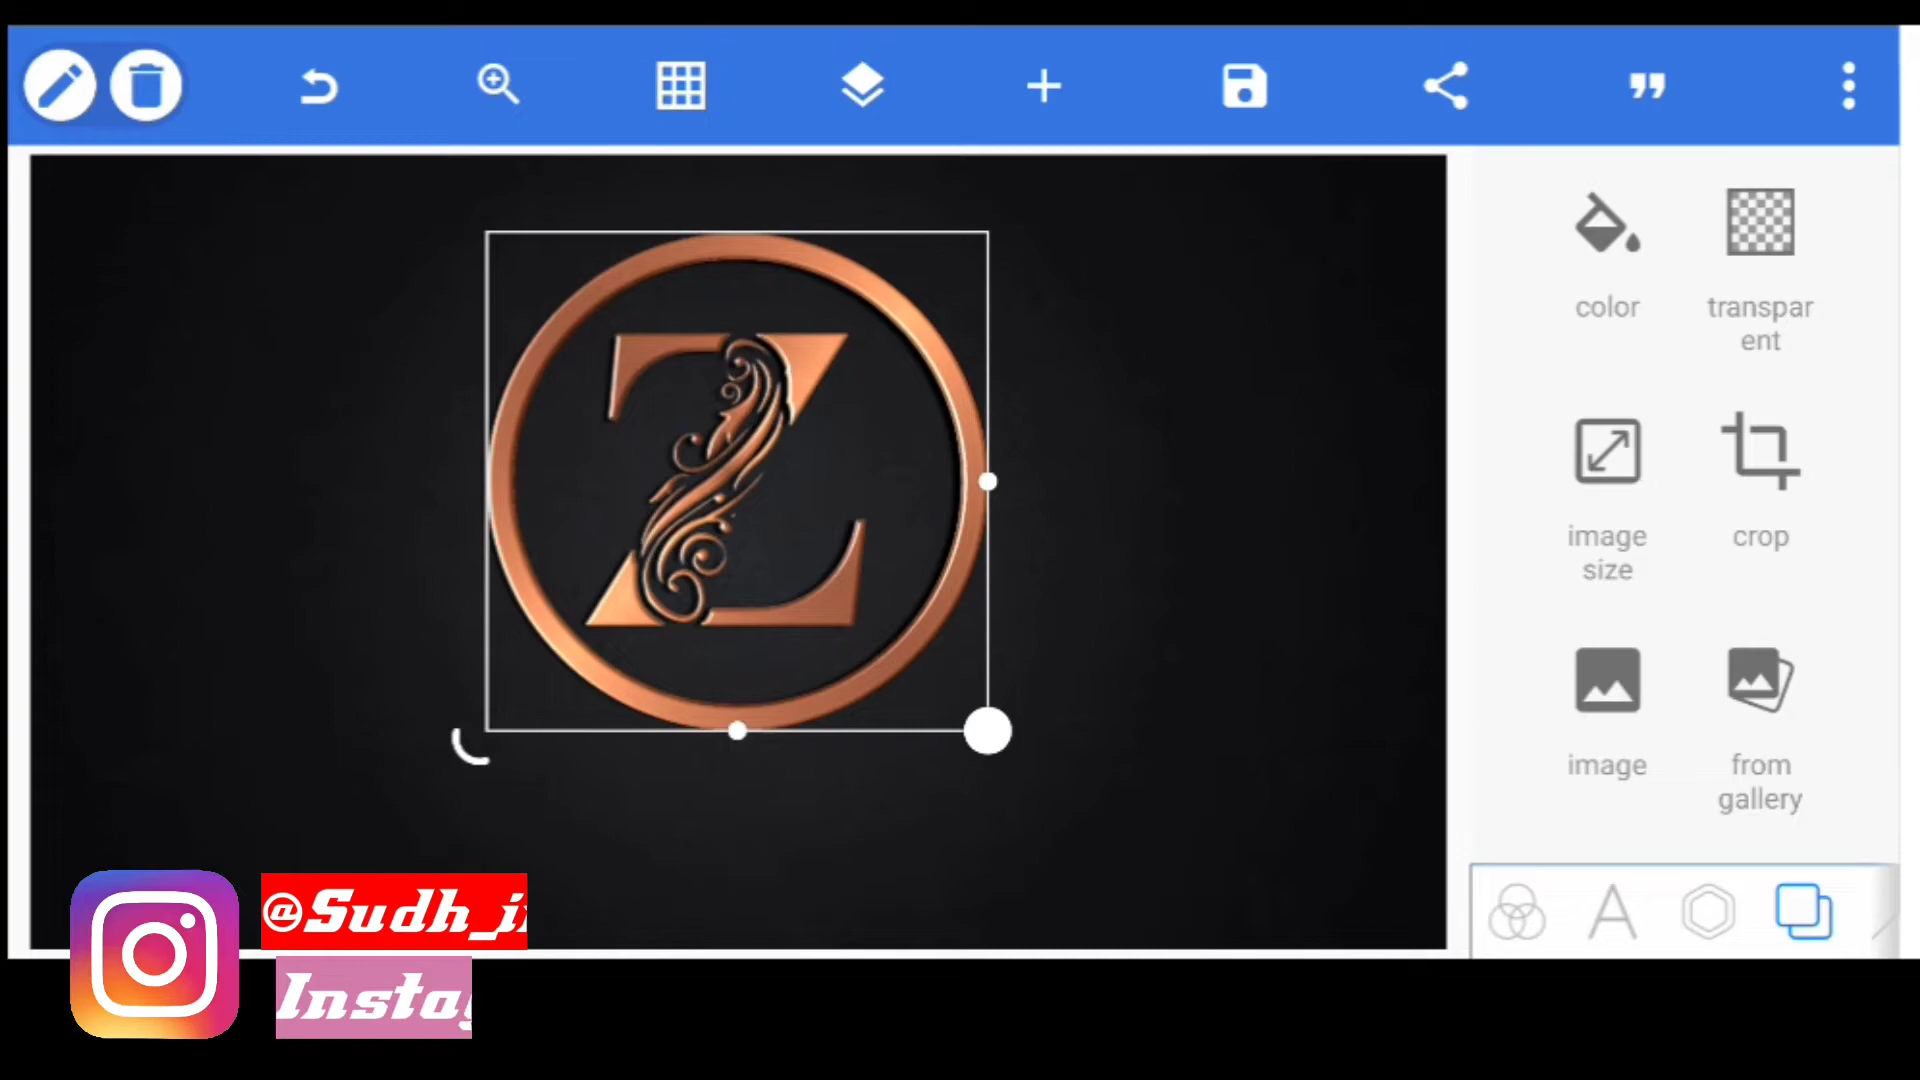 color
transpar
ent
image
size
crop
image
from
gallery
Z
@Sudh_i
Insta